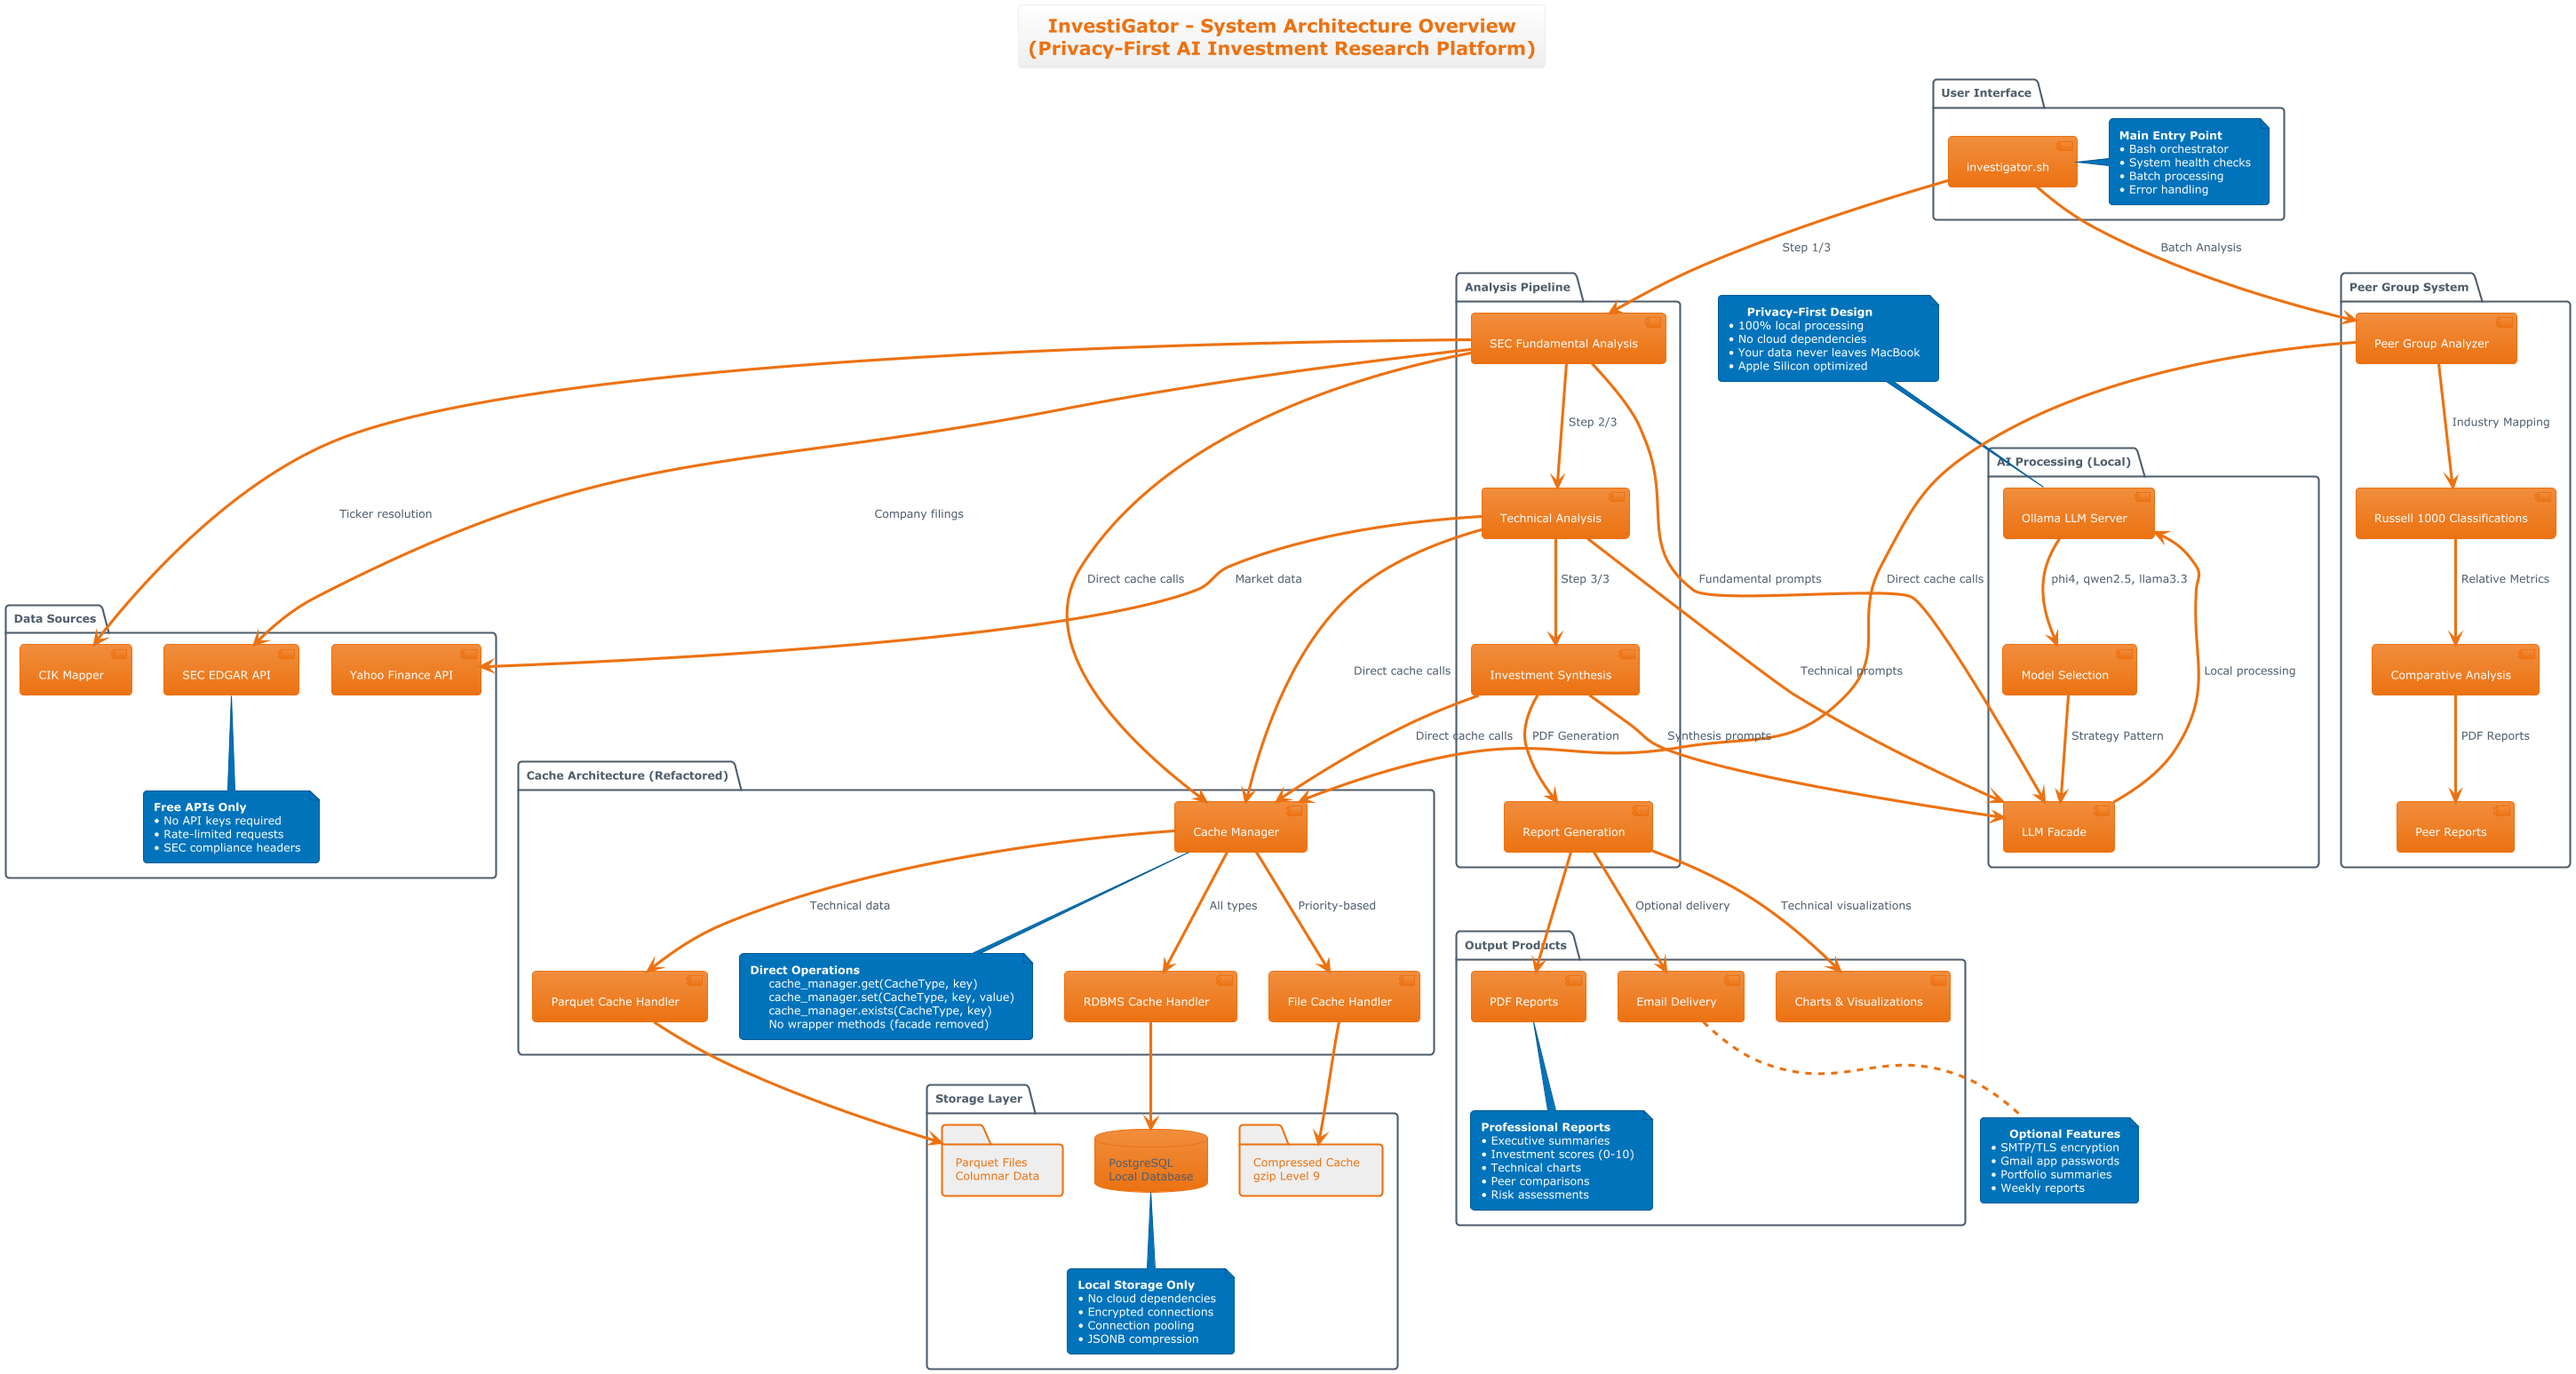 InvestiGator - System Architecture Overview
(Privacy-First AI Investment Research Platform)
User Interface
investigator.sh
Main Entry Point
• Bash orchestrator
• System health checks
• Batch processing
• Error handling
Step 1/3
Batch Analysis
Analysis Pipeline
SEC Fundamental Analysis
Step 2/3
Technical Analysis
Step 3/3
Investment Synthesis
PDF Generation
Report Generation
Privacy-First Design
• 100% local processing
• No cloud dependencies
• Your data never leaves MacBook
• Apple Silicon optimized
Peer Group System
Peer Group Analyzer
Industry Mapping
Russell 1000 Classifications
Relative Metrics
Comparative Analysis
PDF Reports
Peer Reports
AI Processing (Local)
Ollama LLM Server
phi4, qwen2.5, llama3.3
Model Selection
Local processing
Strategy Pattern
LLM Facade
Ticker resolution
Company filings
Direct cache calls
Market data
Fundamental prompts
Direct cache calls
Direct cache calls
Technical prompts
Direct cache calls
Synthesis prompts
Data Sources
CIK Mapper
SEC EDGAR API
Yahoo Finance API
Free APIs Only
• No API keys required
• Rate-limited requests
• SEC compliance headers
Cache Architecture (Refactored)
Cache Manager
Technical data
All types
Priority-based
Parquet Cache Handler
Direct Operations
cache_manager.get(CacheType, key)
cache_manager.set(CacheType, key, value)
cache_manager.exists(CacheType, key)
No wrapper methods (facade removed)
RDBMS Cache Handler
File Cache Handler
Optional delivery
Technical visualizations
Output Products
PDF Reports
Email Delivery
Charts & Visualizations
Professional Reports
• Executive summaries
• Investment scores (0-10)
• Technical charts
• Peer comparisons
• Risk assessments
Optional Features
• SMTP/TLS encryption
• Gmail app passwords
• Portfolio summaries
• Weekly reports
Storage Layer
Parquet Files
Columnar Data
PostgreSQL
Local Database
Compressed Cache
gzip Level 9
Local Storage Only
• No cloud dependencies
• Encrypted connections
• Connection pooling
• JSONB compression